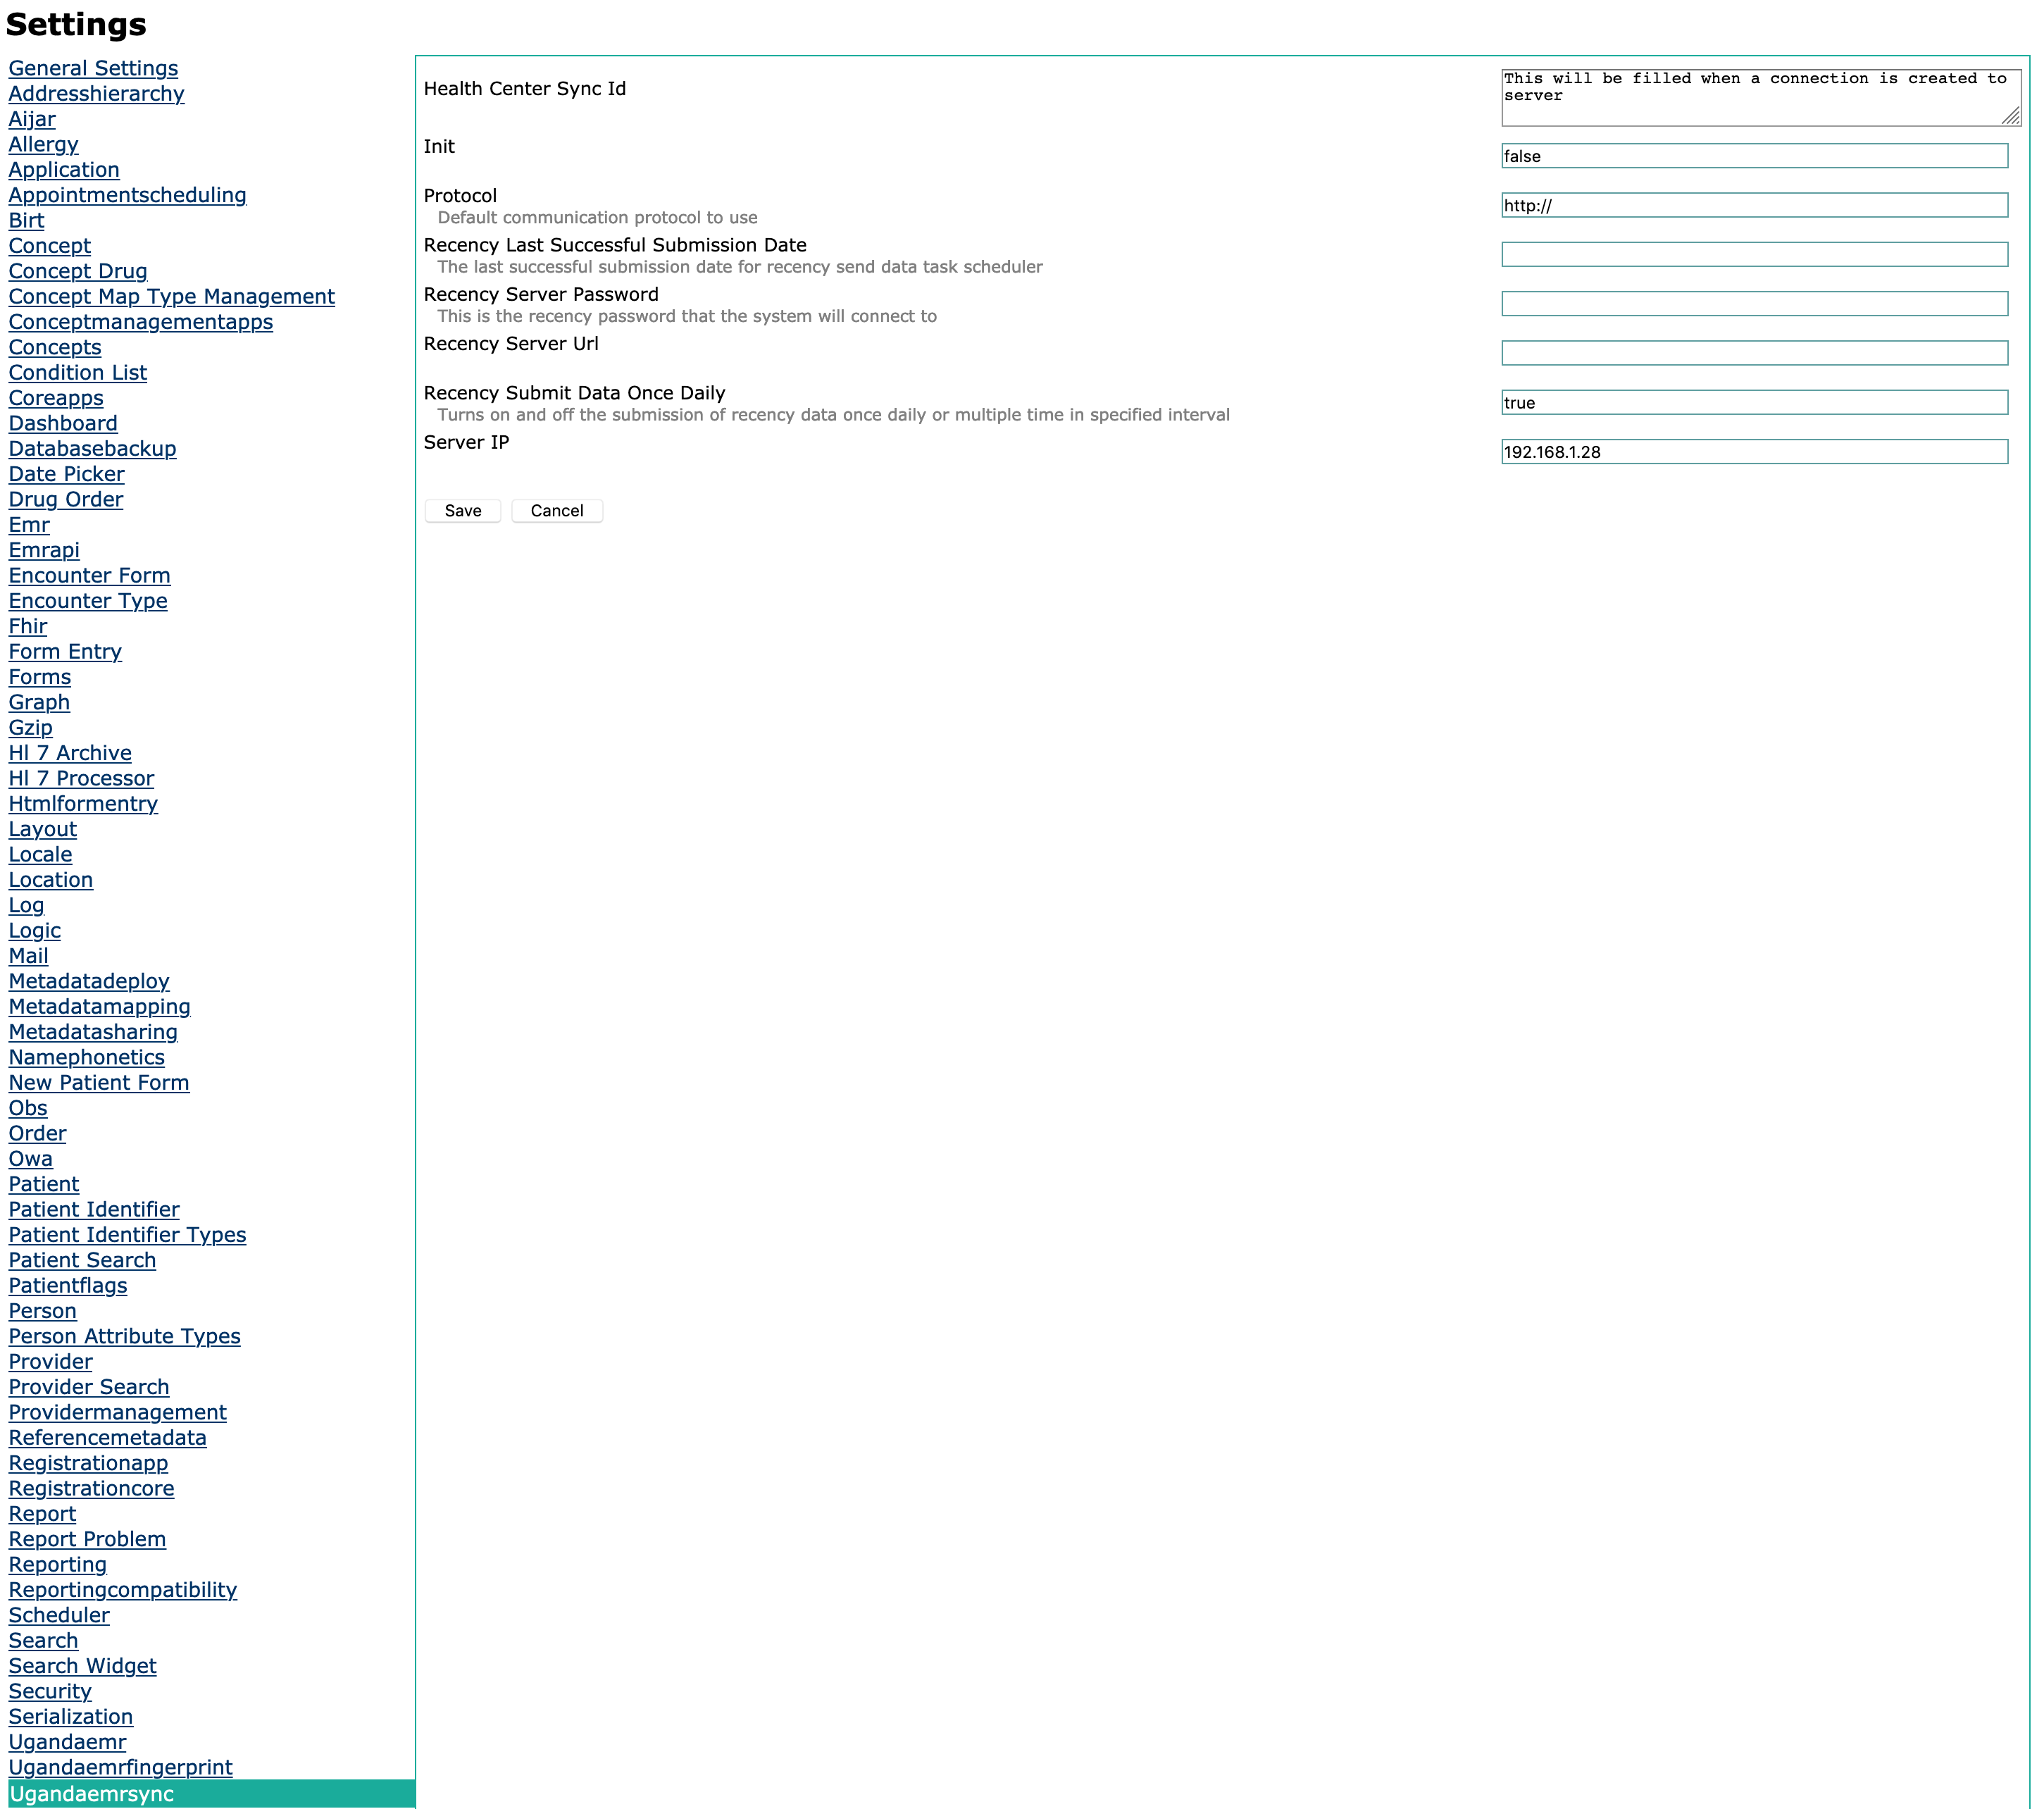 Settings
General Settings
Addresshierarchy
Aijar
Allergy
Application
Appointmentscheduling
Birt
Concept
Concept Drug
Concept Map Type Management
Conceptmanagementapps
Concepts
Condition List
Coreapps
Dashboard
Databasebackup
Date Picker
Drug Order
Emr
Emrapi
Encounter Form
Encounter Type
Fhir
Form Entry
Forms
Graph
Gzip
Hl 7 Archive
Hl 7 Processor
Htmlformentry
Layout
Locale
Location
Log
Logic
Mail
Metadatadeploy
Metadatamapping
Metadatasharing
Namephonetics
New Patient Form
Obs
Order
Owa
Patient
Patient Identifier
Patient Identifier Types
Patient Search
Patientflags
Person
Person Attribute Types
Provider
Provider Search
Providermanagement
Referencemetadata
Registrationapp
Registrationcore
Report
Report Problem
Reporting
Reportingcompatibility
Scheduler
Search
Search Widget
Security
Serialization
Ugandaemr
Ugandaemrfingerprint
Ugandaemrsync
Health Center Sync Id
This will be filled when a connection is created to
server
Init
false
Protocol
Default communication protocol to use
http://
Recency Last Successful Submission Date
The last successful submission date for recency send data task scheduler
Recency Server Password
This is the recency password that the system will connect to
Recency Server Url
Recency Submit Data Once Daily
Turns on and off the submission of recency data once daily or multiple time in specified interval
true
Server IP
192.168.1.28
Save Cancel